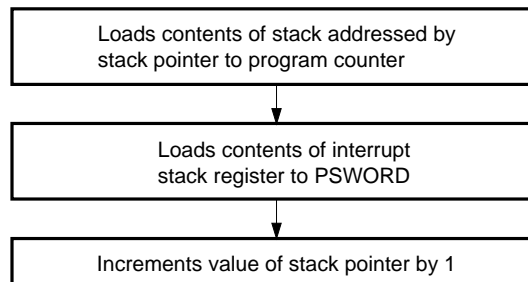 Loads contents of stack addressed by
stack pointer to program counter
Loads contents of interrupt
stack register to PSWORD
Increments value of stack pointer by 1